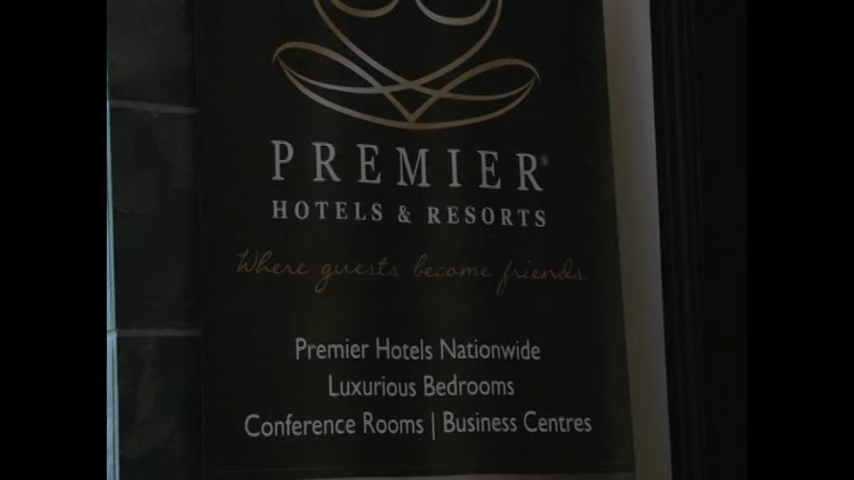 PREMIER®
HOTELS & RESORTS
Where guests become friends
Premier Hotels Nationwide
Luxurious Bedrooms
Conference Rooms | Business Centres